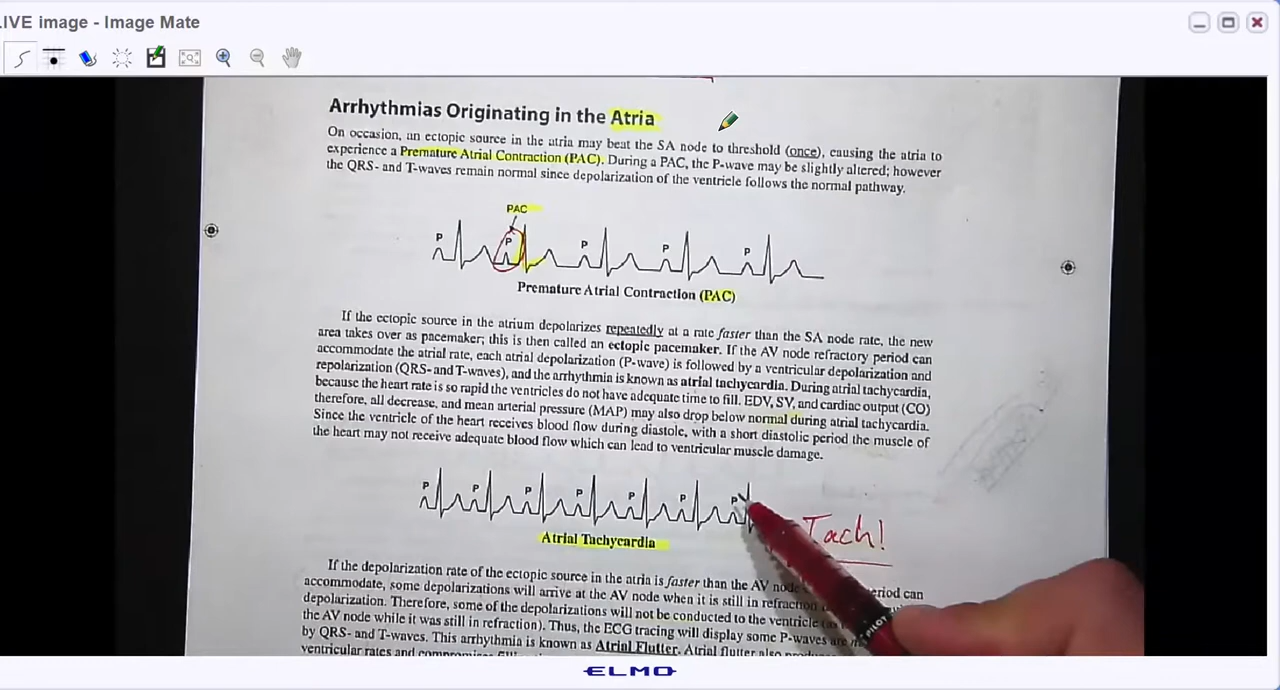 LIVE image - Image Mate
Arrhythmias Originating in the Atria
On occasion, an ectopic source in the atria may beat the SA node to threshold (once), causing the atria to
experience a Premature Atrial Contraction (PAC). During a PAC, the P-wave may be slightly altered; however
the QRS- and T-waves remain normal since depolarization of the ventricle follows the normal pathway.
PAC
P P P P P
Premature Atrial Contraction (PAC)
If the ectopic source in the atrium depolarizes repeatedly at a rate faster than the SA node rate, the new
area takes over as pacemaker; this is then called an ectopic pacemaker. If the AV node refractory period can
accommodate the atrial rate, each atrial depolarization (P-wave) is followed by a ventricular depolarization and
repolarization (QRS- and T-waves), and the arrhythmia is known as atrial tachycardia. During atrial tachycardia,
because the heart rate is so rapid the ventricles do not have adequate time to fill. EDV, SV, and cardiac output (CO)
therefore, all decrease, and mean arterial pressure (MAP) may also drop below normal during atrial tachycardia.
Since the ventricle of the heart receives blood flow during diastole, with a short diastolic period the muscle of
the heart may not receive adequate blood flow which can lead to ventricular muscle damage.
P P P P P P P
Tach!
Atrial Tachycardia
If the depolarization rate of the ectopic source in the atria is faster than the AV node period can
accommodate, some depolarizations will arrive at the AV node when it is still in refraction
depolarization. Therefore, some of the depolarizations will not be conducted to the ventricle
the AV node while it was still in refraction). Thus, the ECG tracing will display some P-waves are
by QRS- and T-waves. This arrhythmia is known as Atrial Flutter. Atrial flutter also
ventricular rates and
PILOT
ELMO